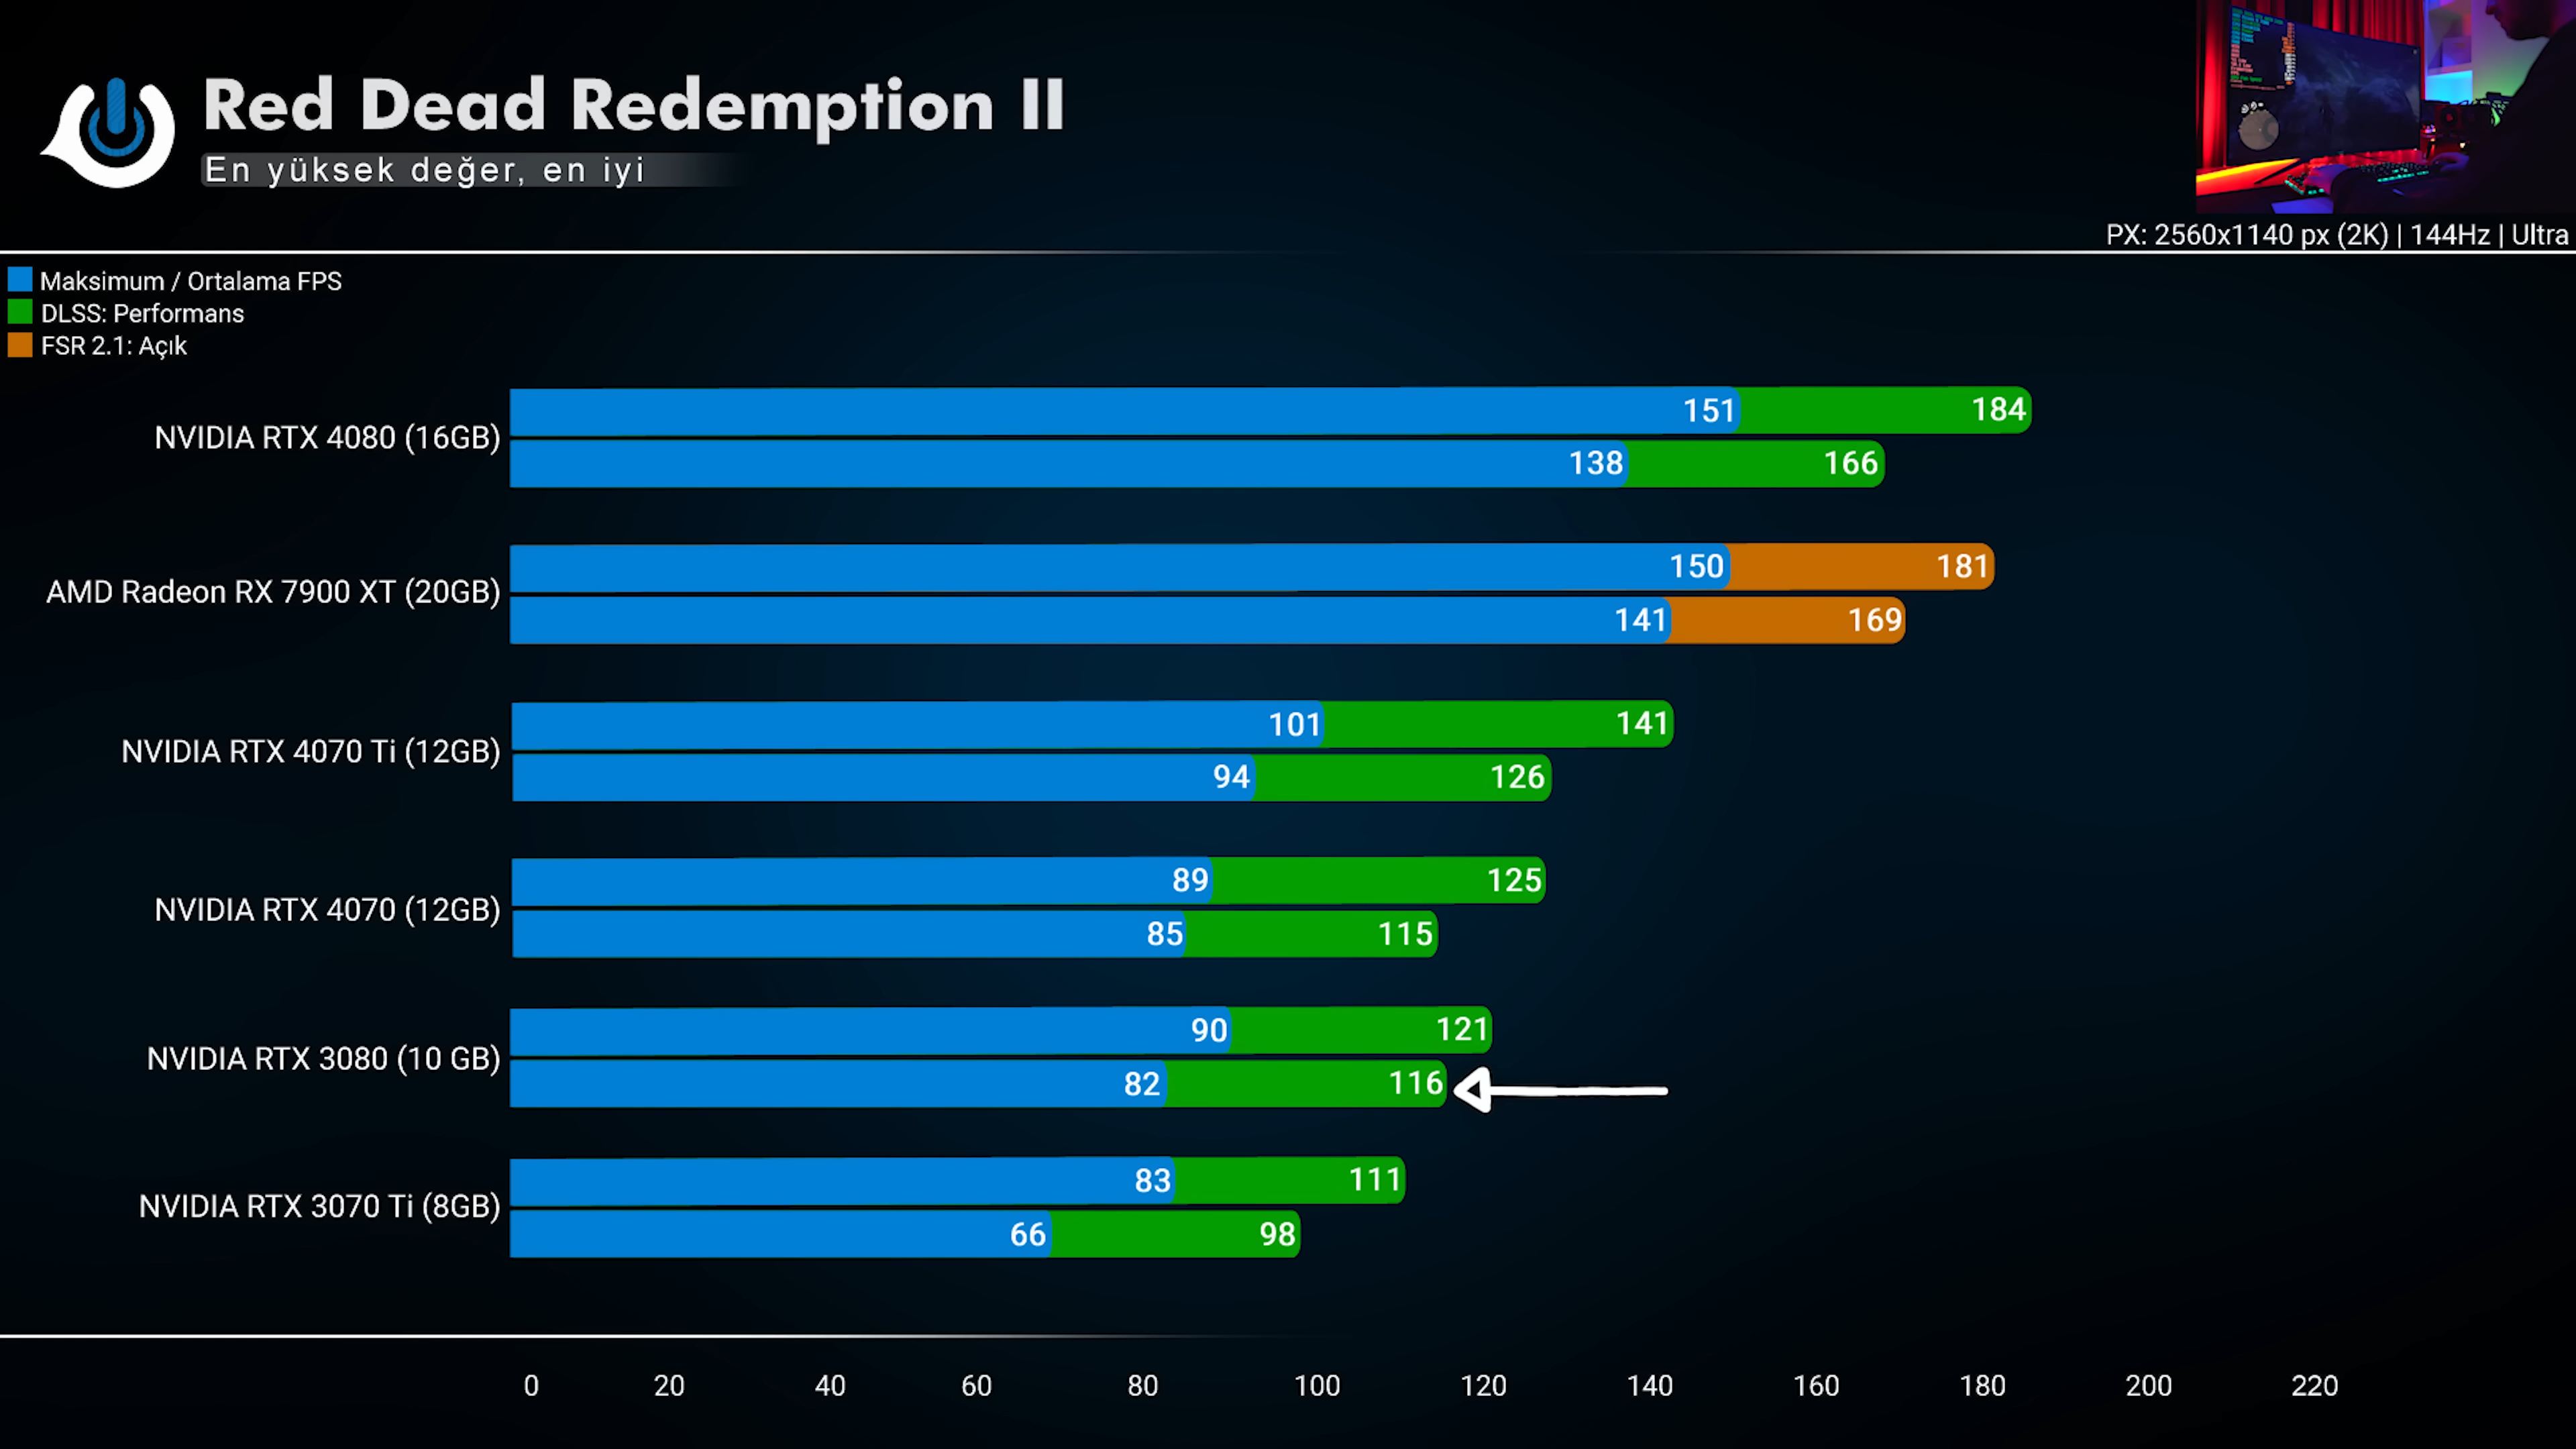 Red Dead Redemption II
En yüksek değer, en iyi
PX: 2560x1140 px (2K) | 144Hz | Ultra
Maksimum / Ortalama FPS
DLSS: Performans
FSR 2.1: Açık
NVIDIA RTX 4080 (16GB)
151 184
138 166
AMD Radeon RX 7900 XT (20GB)
150 181
141 169
NVIDIA RTX 4070 Ti (12GB)
101 141
94 126
NVIDIA RTX 4070 (12GB)
89 125
85 115
NVIDIA RTX 3080 (10 GB)
90 121
82 116
NVIDIA RTX 3070 Ti (8GB)
83 111
66 98
0 20 40 60 80 100 120 140 160 180 200 220